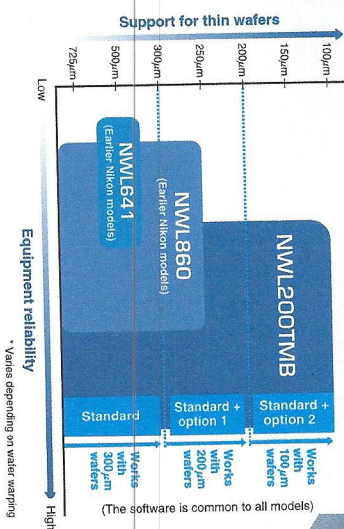 Support for thin wafers
725µm
500µm
300µm
250µm
200µm
150µm
100µm
Low
NWL641
(Earlier Nikon models)
NWL860
(Earlier Nikon models)
NWL200TMB
Standard
Standard +
option 1
Standard +
option 2
Works
with
300µm
wafers
Works
with
200µm
wafers
Works
with
100µm
wafers
Equipment reliability
High
* Varies depending on wafer warping
(The software is common to all models)